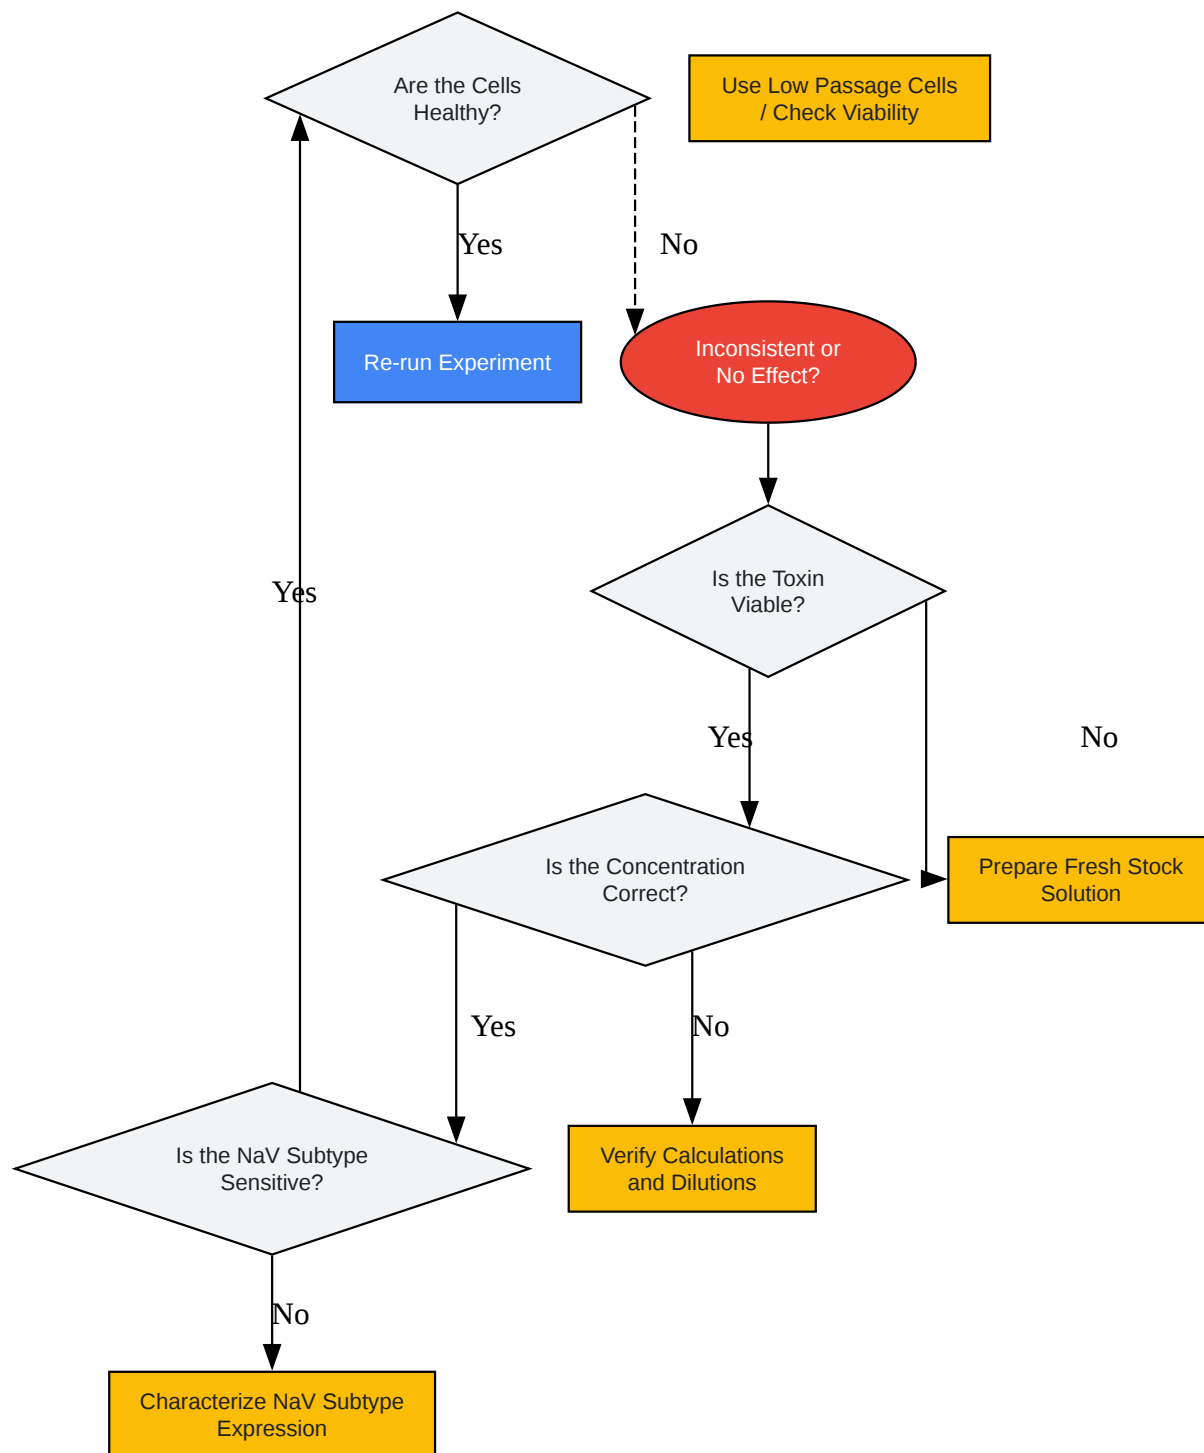 Are the Cells
Healthy?
Use Low Passage Cells
/ Check Viability
Yes
No
Re-run Experiment
Inconsistent or
No Effect?
Is the Toxin
Viable?
Yes
Yes
No
Is the Concentration
Correct?
Prepare Fresh Stock
Solution
Yes
No
Is the NaV Subtype
Sensitive?
Verify Calculations
and Dilutions
No
Characterize NaV Subtype
Expression